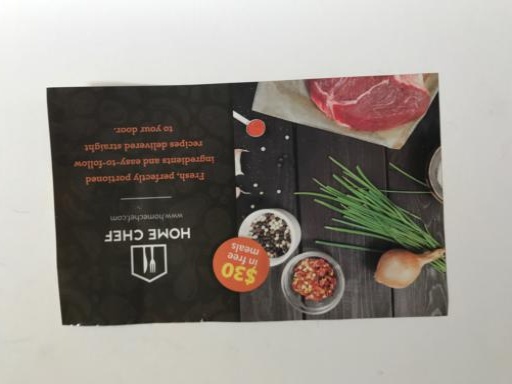 HOME CHEF
www.homechef.com
Fresh, perfectly portioned
ingredients and easy-to-follow
recipes delivered straight
to your door.
$30
in free
meals